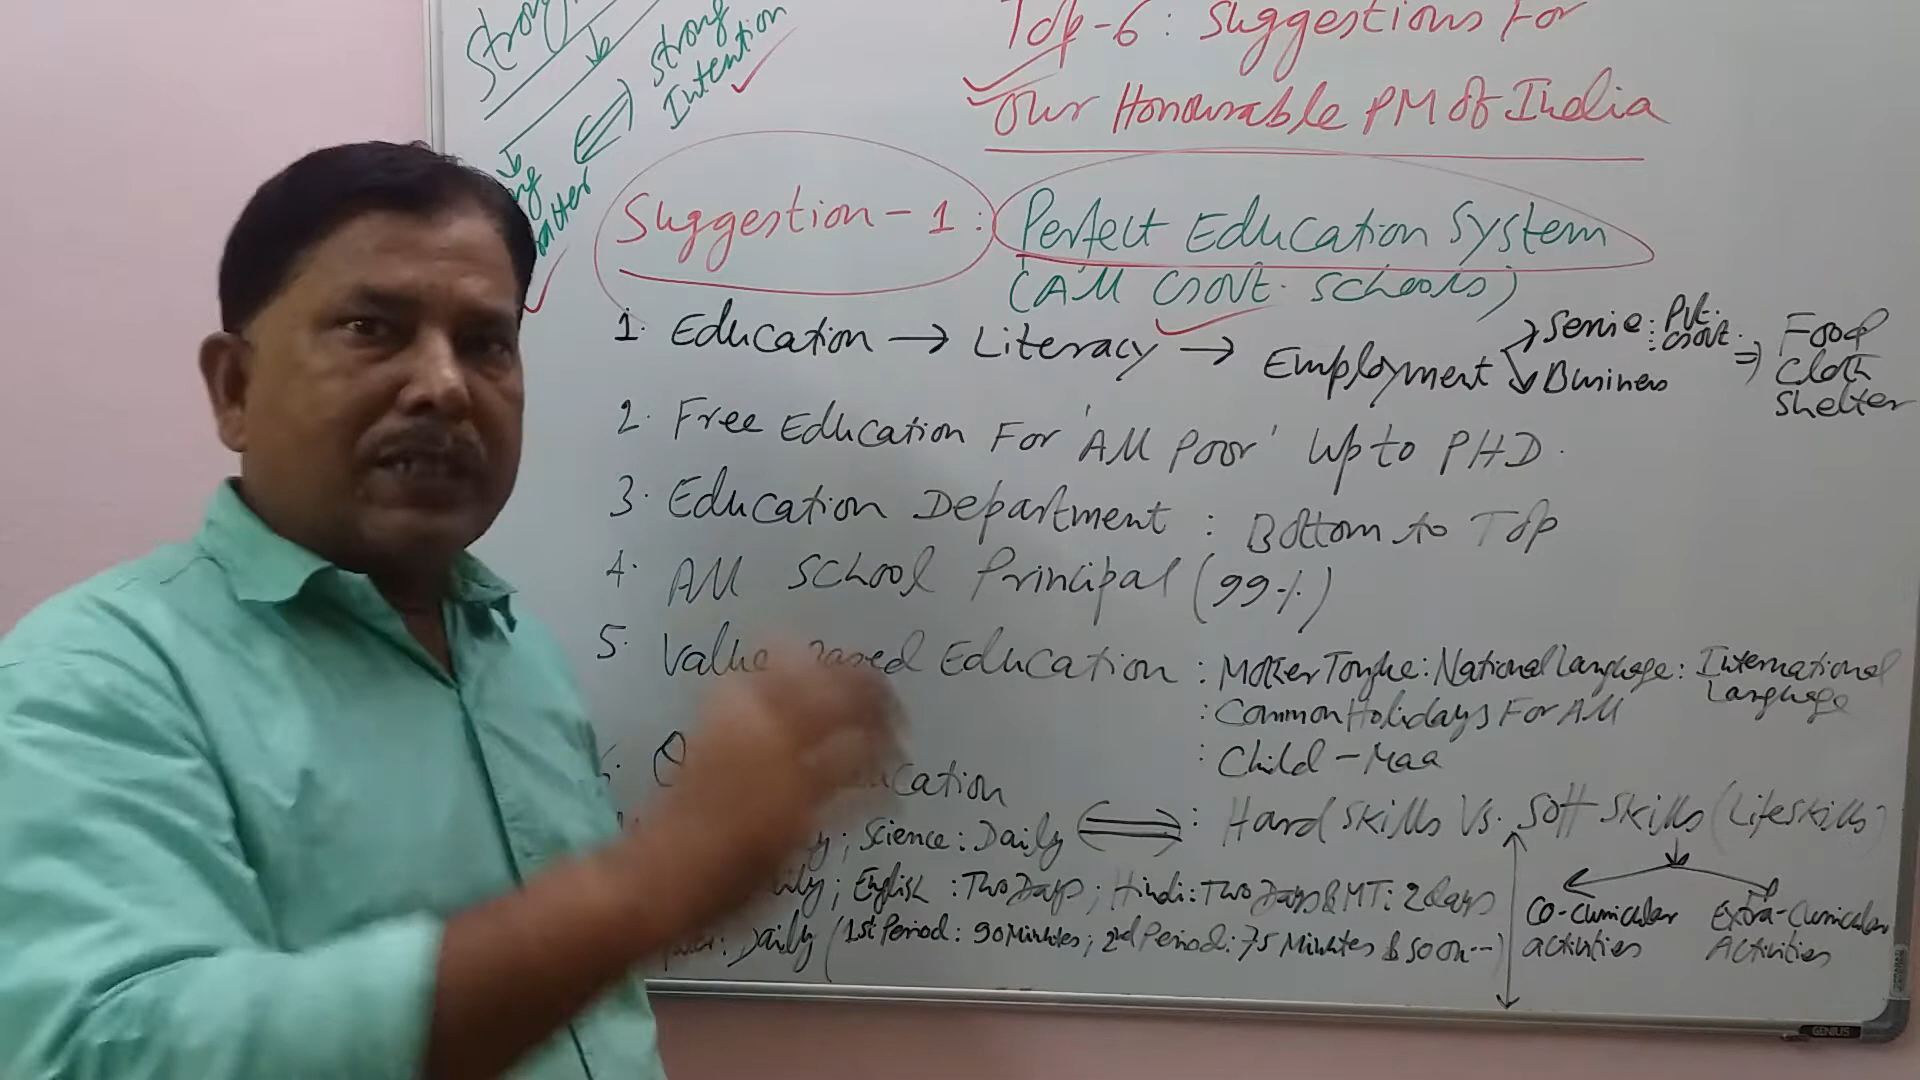 Strong
strong
Intention
Top-6: Suggestions For
Our Honourable PM Of India
Suggestion-1: Perfect Education System
(All Govt. Schools)
1. Education → Literacy → Employment
Service: Pvt.
: Govt.
Business
⇒ Food
Cloth
Shelter
2. Free Education For 'All Poor' Upto PHD.
3. Education Department: Bottom to Top
4. All School Principal (99%)
5. Value Based Education : Mother Tongue: National Language: International Language
: Common Holidays For All
: Child - Maa
6.
; Science: Daily ⟺ : Hard Skills Vs. Soft Skills (Life Skills)
; English: Two Days; Hindi: Two Days & MT: 2 days
: Daily (1st Period: 90 Minutes; 2nd Period: 75 Minutes & soon--)
Co-Curricular
activities
Extra-Curricular
Activities
GENIUS